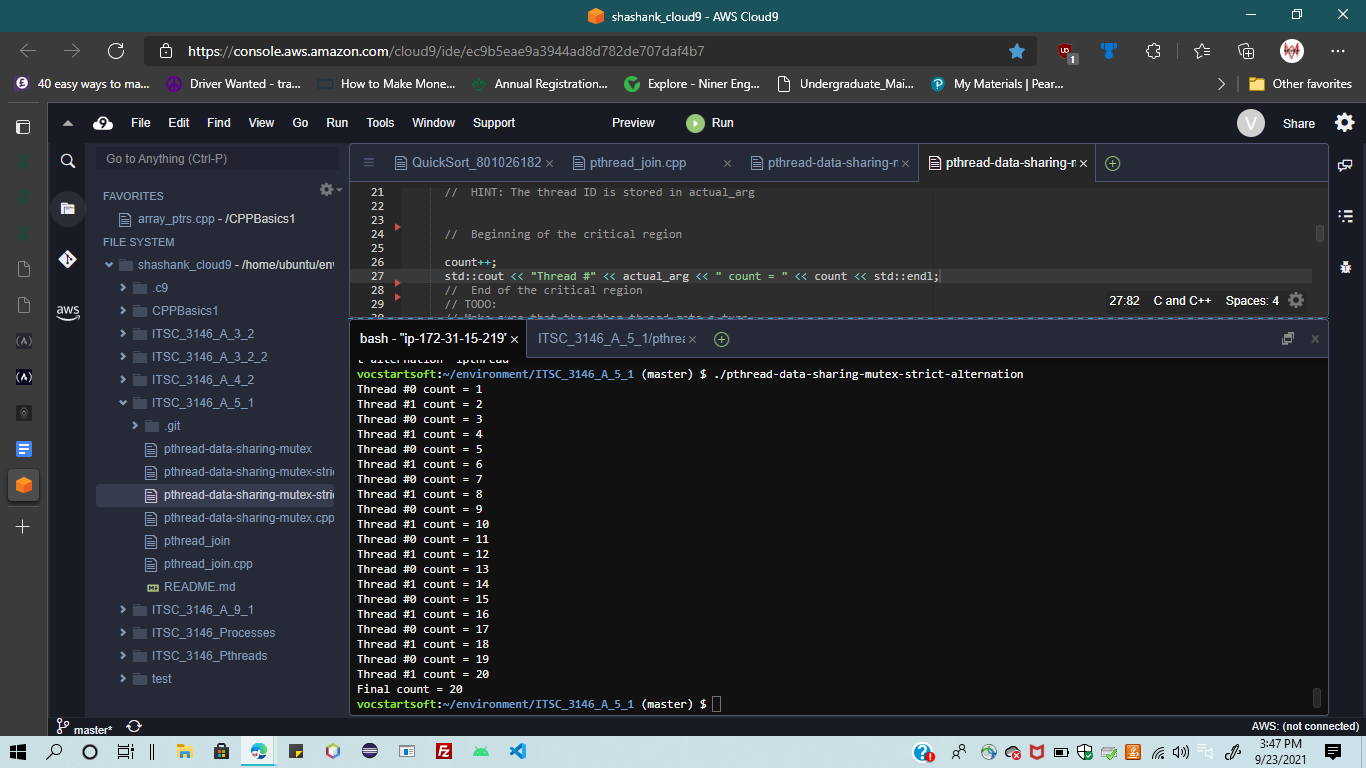 shashank_cloud9 - AWS Cloud9
https://console.aws.amazon.com/cloud9/ide/ec9b5eae9a3944ad8d782de707daf4b7
1
40 easy ways to ma...
Driver Wanted - tra...
How to Make Mone...
Annual Registration...
Explore - Niner Eng...
Undergraduate_Mai...
My Materials | Pear...
Other favorites
9 File Edit Find View Go Run Tools Window Support Preview Run V Share
Go to Anything (Ctrl-P)
QuickSort_801026182
pthread_join.cpp
pthread-data-sharing-r
pthread-data-sharing-r
FAVORITES
array_ptrs.cpp - /CPPBasics1
FILE SYSTEM
shashank_cloud9 - /home/ubuntu/en
.c9
CPPBasics1
ITSC_3146_A_3_2
ITSC_3146_A_3_2_2
ITSC_3146_A_4_2
ITSC_3146_A_5_1
.git
pthread-data-sharing-mutex
pthread-data-sharing-mutex-stri
pthread-data-sharing-mutex-stri
pthread-data-sharing-mutex.cpp
pthread_join
pthread_join.cpp
README.md
ITSC_3146_A_9_1
ITSC_3146_Processes
ITSC_3146_Pthreads
test
aws
21 // HINT: The thread ID is stored in actual_arg
22
23
24 // Beginning of the critical region
25
26 count++;
27 std::cout << "Thread #" << actual_arg << " count = " << count << std::endl;
28 // End of the critical region
29 // TODO:
27:82 C and C++ Spaces: 4
bash - "ip-172-31-15-219"
ITSC_3146_A_5_1/pthrea
vocstartsoft:~/environment/ITSC_3146_A_5_1 (master) $ ./pthread-data-sharing-mutex-strict-alternation
Thread #0 count = 1
Thread #1 count = 2
Thread #0 count = 3
Thread #1 count = 4
Thread #0 count = 5
Thread #1 count = 6
Thread #0 count = 7
Thread #1 count = 8
Thread #0 count = 9
Thread #1 count = 10
Thread #0 count = 11
Thread #1 count = 12
Thread #0 count = 13
Thread #1 count = 14
Thread #0 count = 15
Thread #1 count = 16
Thread #0 count = 17
Thread #1 count = 18
Thread #0 count = 19
Thread #1 count = 20
Final count = 20
vocstartsoft:~/environment/ITSC_3146_A_5_1 (master) $
master*
AWS: (not connected)
3:47 PM
9/23/2021